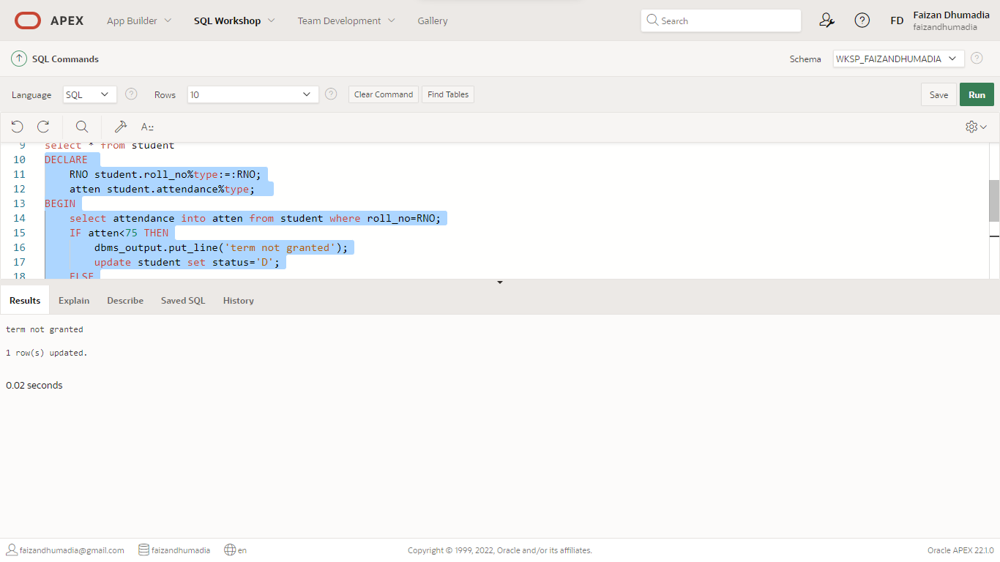 APEX App Builder SQL Workshop Team Development Gallery Search FD Faizan Dhumadia
faizandhumadia
SQL Commands Schema WKSP_FAIZANDHUMADIA
Language SQL Rows 10 Clear Command Find Tables Save Run
9 select * from student
10 DECLARE
11 RNO student.roll_no%type:=:RNO;
12 atten student.attendance%type;
13 BEGIN
14 select attendance into atten from student where roll_no=RNO;
15 IF atten<75 THEN
16 dbms_output.put_line('term not granted');
17 update student set status='D';
18 ELSE
Results Explain Describe Saved SQL History
term not granted
1 row(s) updated.
0.02 seconds
faizandhumadia@gmail.com faizandhumadia en Copyright © 1999, 2022, Oracle and/or its affiliates. Oracle APEX 22.1.0